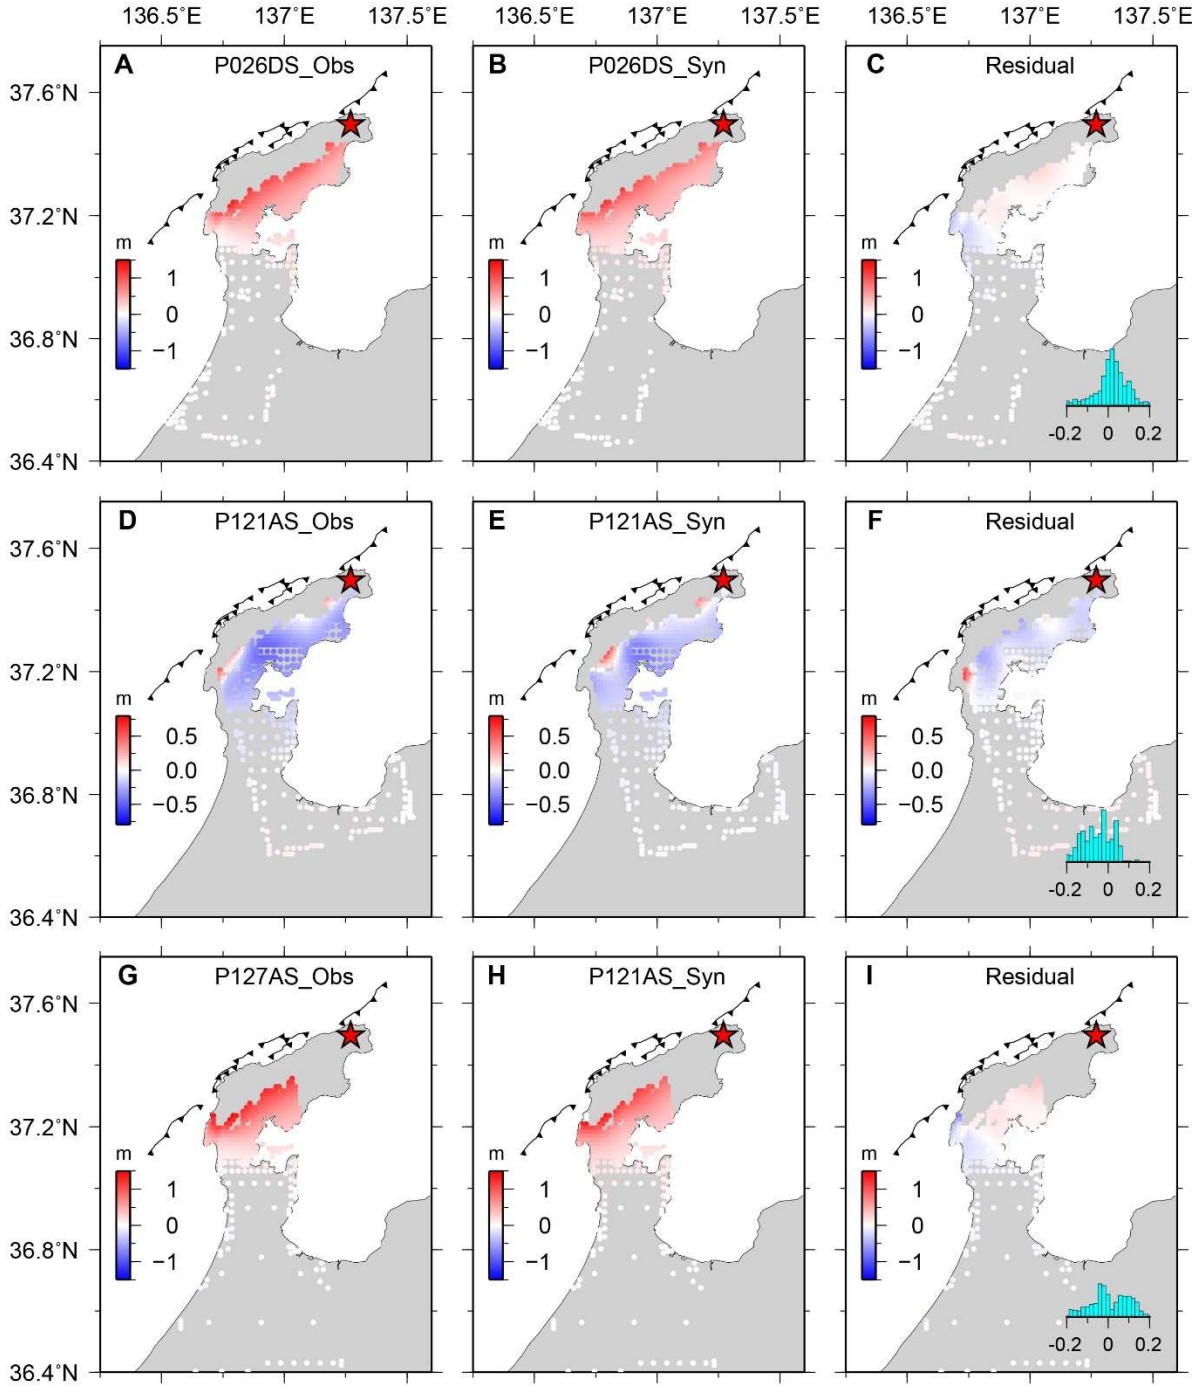 136.5˚E 137˚E 137.5˚E 136.5˚E 137˚E 137.5˚E 136.5˚E 137˚E 137.5˚E
A P026DS_Obs B P026DS_Syn C Residual
37.6˚N
37.2˚N
m m m
1 1 1
0 0 0
−1 −1 −1
36.8˚N
-0.2 0 0.2
36.4˚N
D P121AS_Obs E P121AS_Syn F Residual
37.6˚N
37.2˚N
m m m
0.5 0.5 0.5
0.0 0.0 0.0
−0.5 −0.5 −0.5
36.8˚N
-0.2 0 0.2
36.4˚N
G P127AS_Obs H P121AS_Syn I Residual
37.6˚N
37.2˚N
m m m
1 1 1
0 0 0
−1 −1 −1
36.8˚N
-0.2 0 0.2
36.4˚N